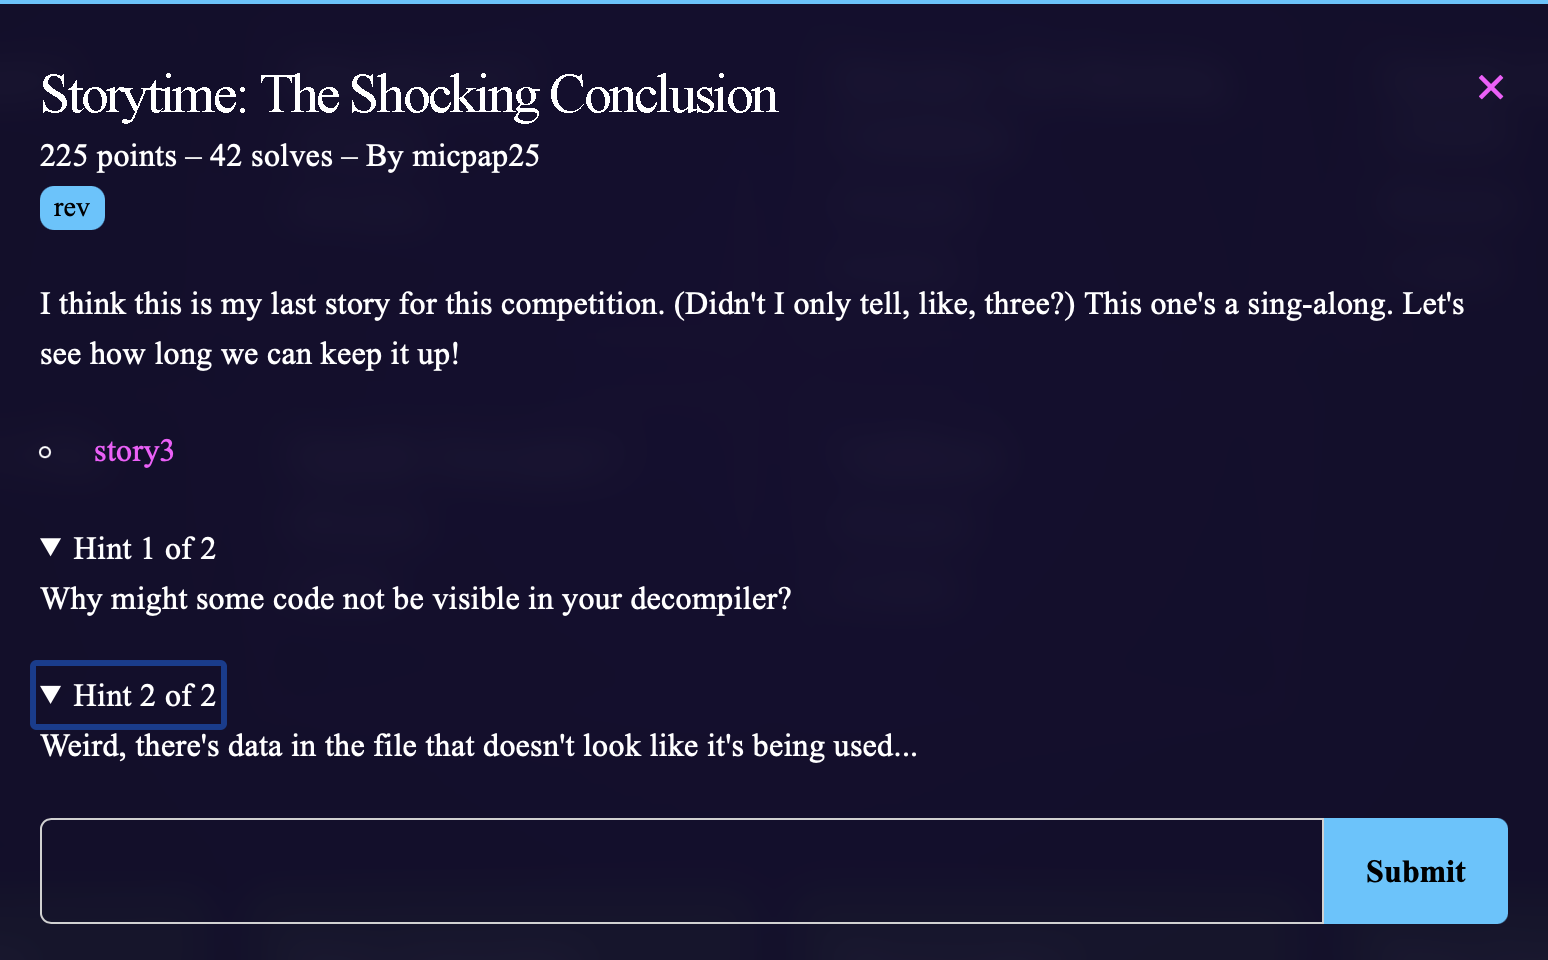 Storytime: The Shocking Conclusion
225 points – 42 solves – By micpap25
rev
I think this is my last story for this competition. (Didn't I only tell, like, three?) This one's a sing-along. Let's
see how long we can keep it up!
story3
Hint 1 of 2
Why might some code not be visible in your decompiler?
Hint 2 of 2
Weird, there's data in the file that doesn't look like it's being used...
Submit